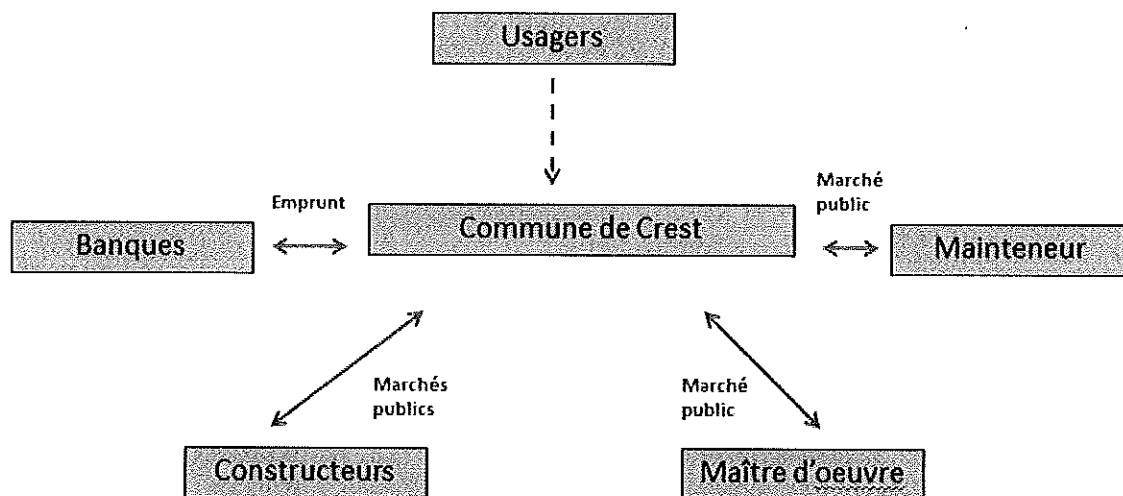 Usagers
Emprunt
Marché
public
Banques
Commune de Crest
Mainteneur
Marchés
publics
Marché
public
Constructeurs
Maître d'oeuvre